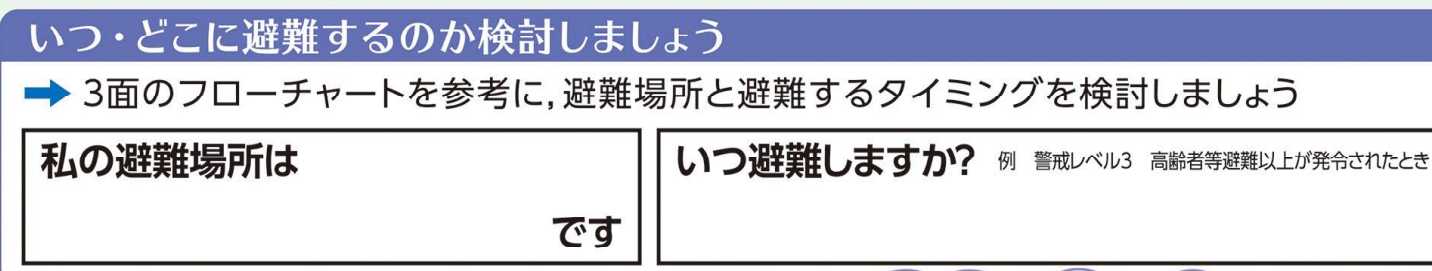 いつ・どこに避難するのか検討しましょう
➡ 3面のフローチャートを参考に,避難場所と避難するタイミングを検討しましょう
私の避難場所は
です
いつ避難しますか? 例 警戒レベル3 高齢者等避難以上が発令されたとき